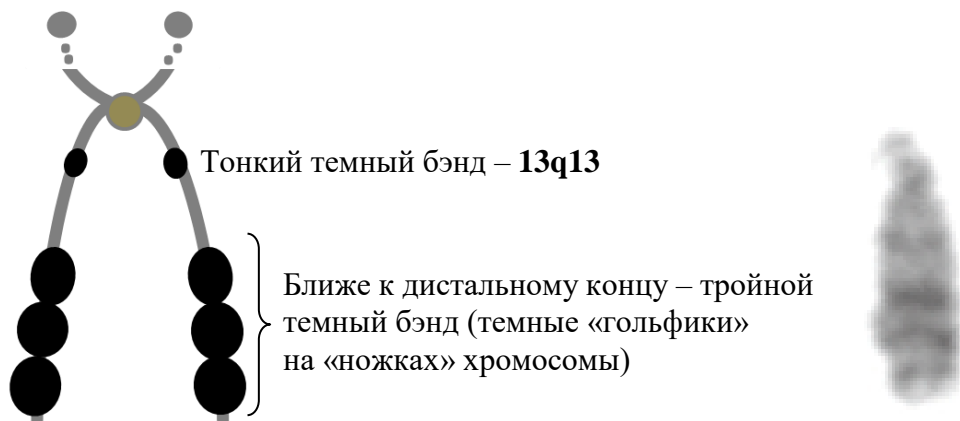 Тонкий темный бэнд – 13q13
Ближе к дистальному концу – тройной
темный бэнд (темные «гольфики»
на «ножках» хромосомы)